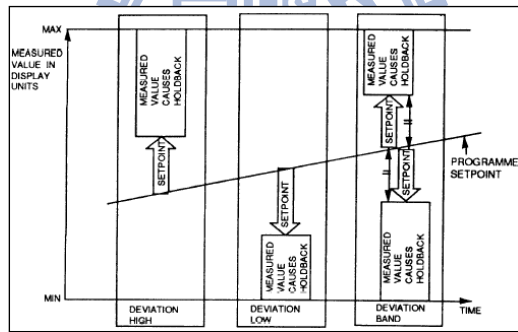 MAX
MEASURED
VALUE IN
DISPLAY
UNITS
MIN
MEASURED
VALUE
CAUSES
HOLDBACK
SETPOINT
DEVIATION
HIGH
SETPOINT
MEASURED
VALUE
CAUSES
HOLDBACK
DEVIATION
LOW
MEASURED
VALUE
CAUSES
HOLDBACK
SETPOINT
SETPOINT
MEASURED
VALUE
CAUSES
HOLDBACK
DEVIATION
BAND
PROGRAMME
SETPOINT
TIME